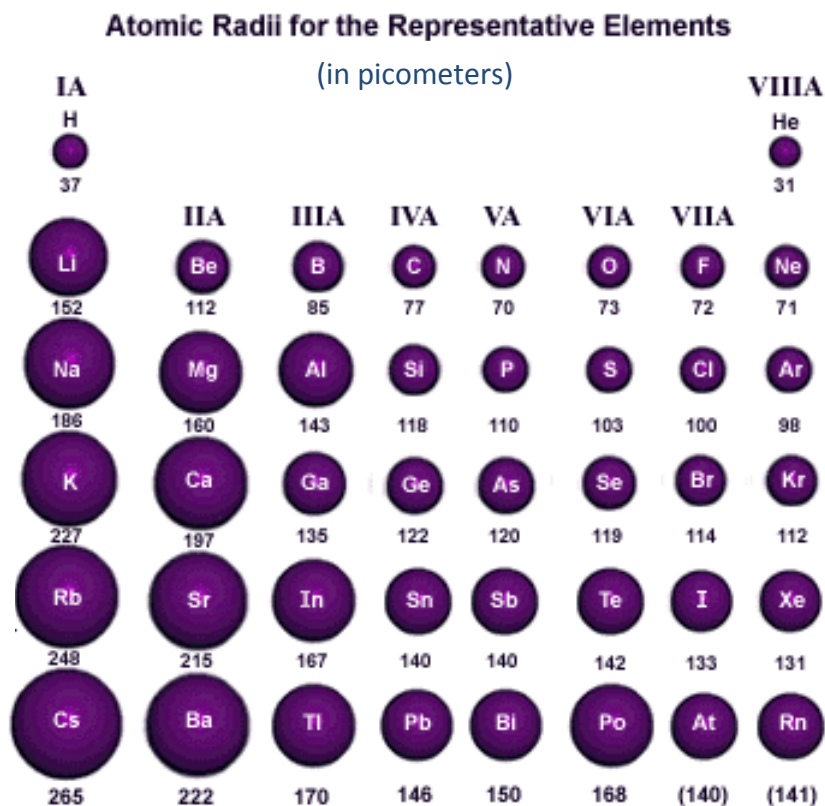 Atomic Radii for the Representative Elements
(in picometers)
IA VIIIA
H He
37 31
IIA IIIA IVA VA VIA VIIA
Li Be B C N O F Ne
152 112 85 77 70 73 72 71
Na Mg Al Si P S Cl Ar
186 160 143 118 110 103 100 98
K Ca Ga Ge As Se Br Kr
227 197 135 122 120 119 114 112
Rb Sr In Sn Sb Te I Xe
248 215 167 140 140 142 133 131
Cs Ba Tl Pb Bi Po At Rn
265 222 170 146 150 168 (140) (141)